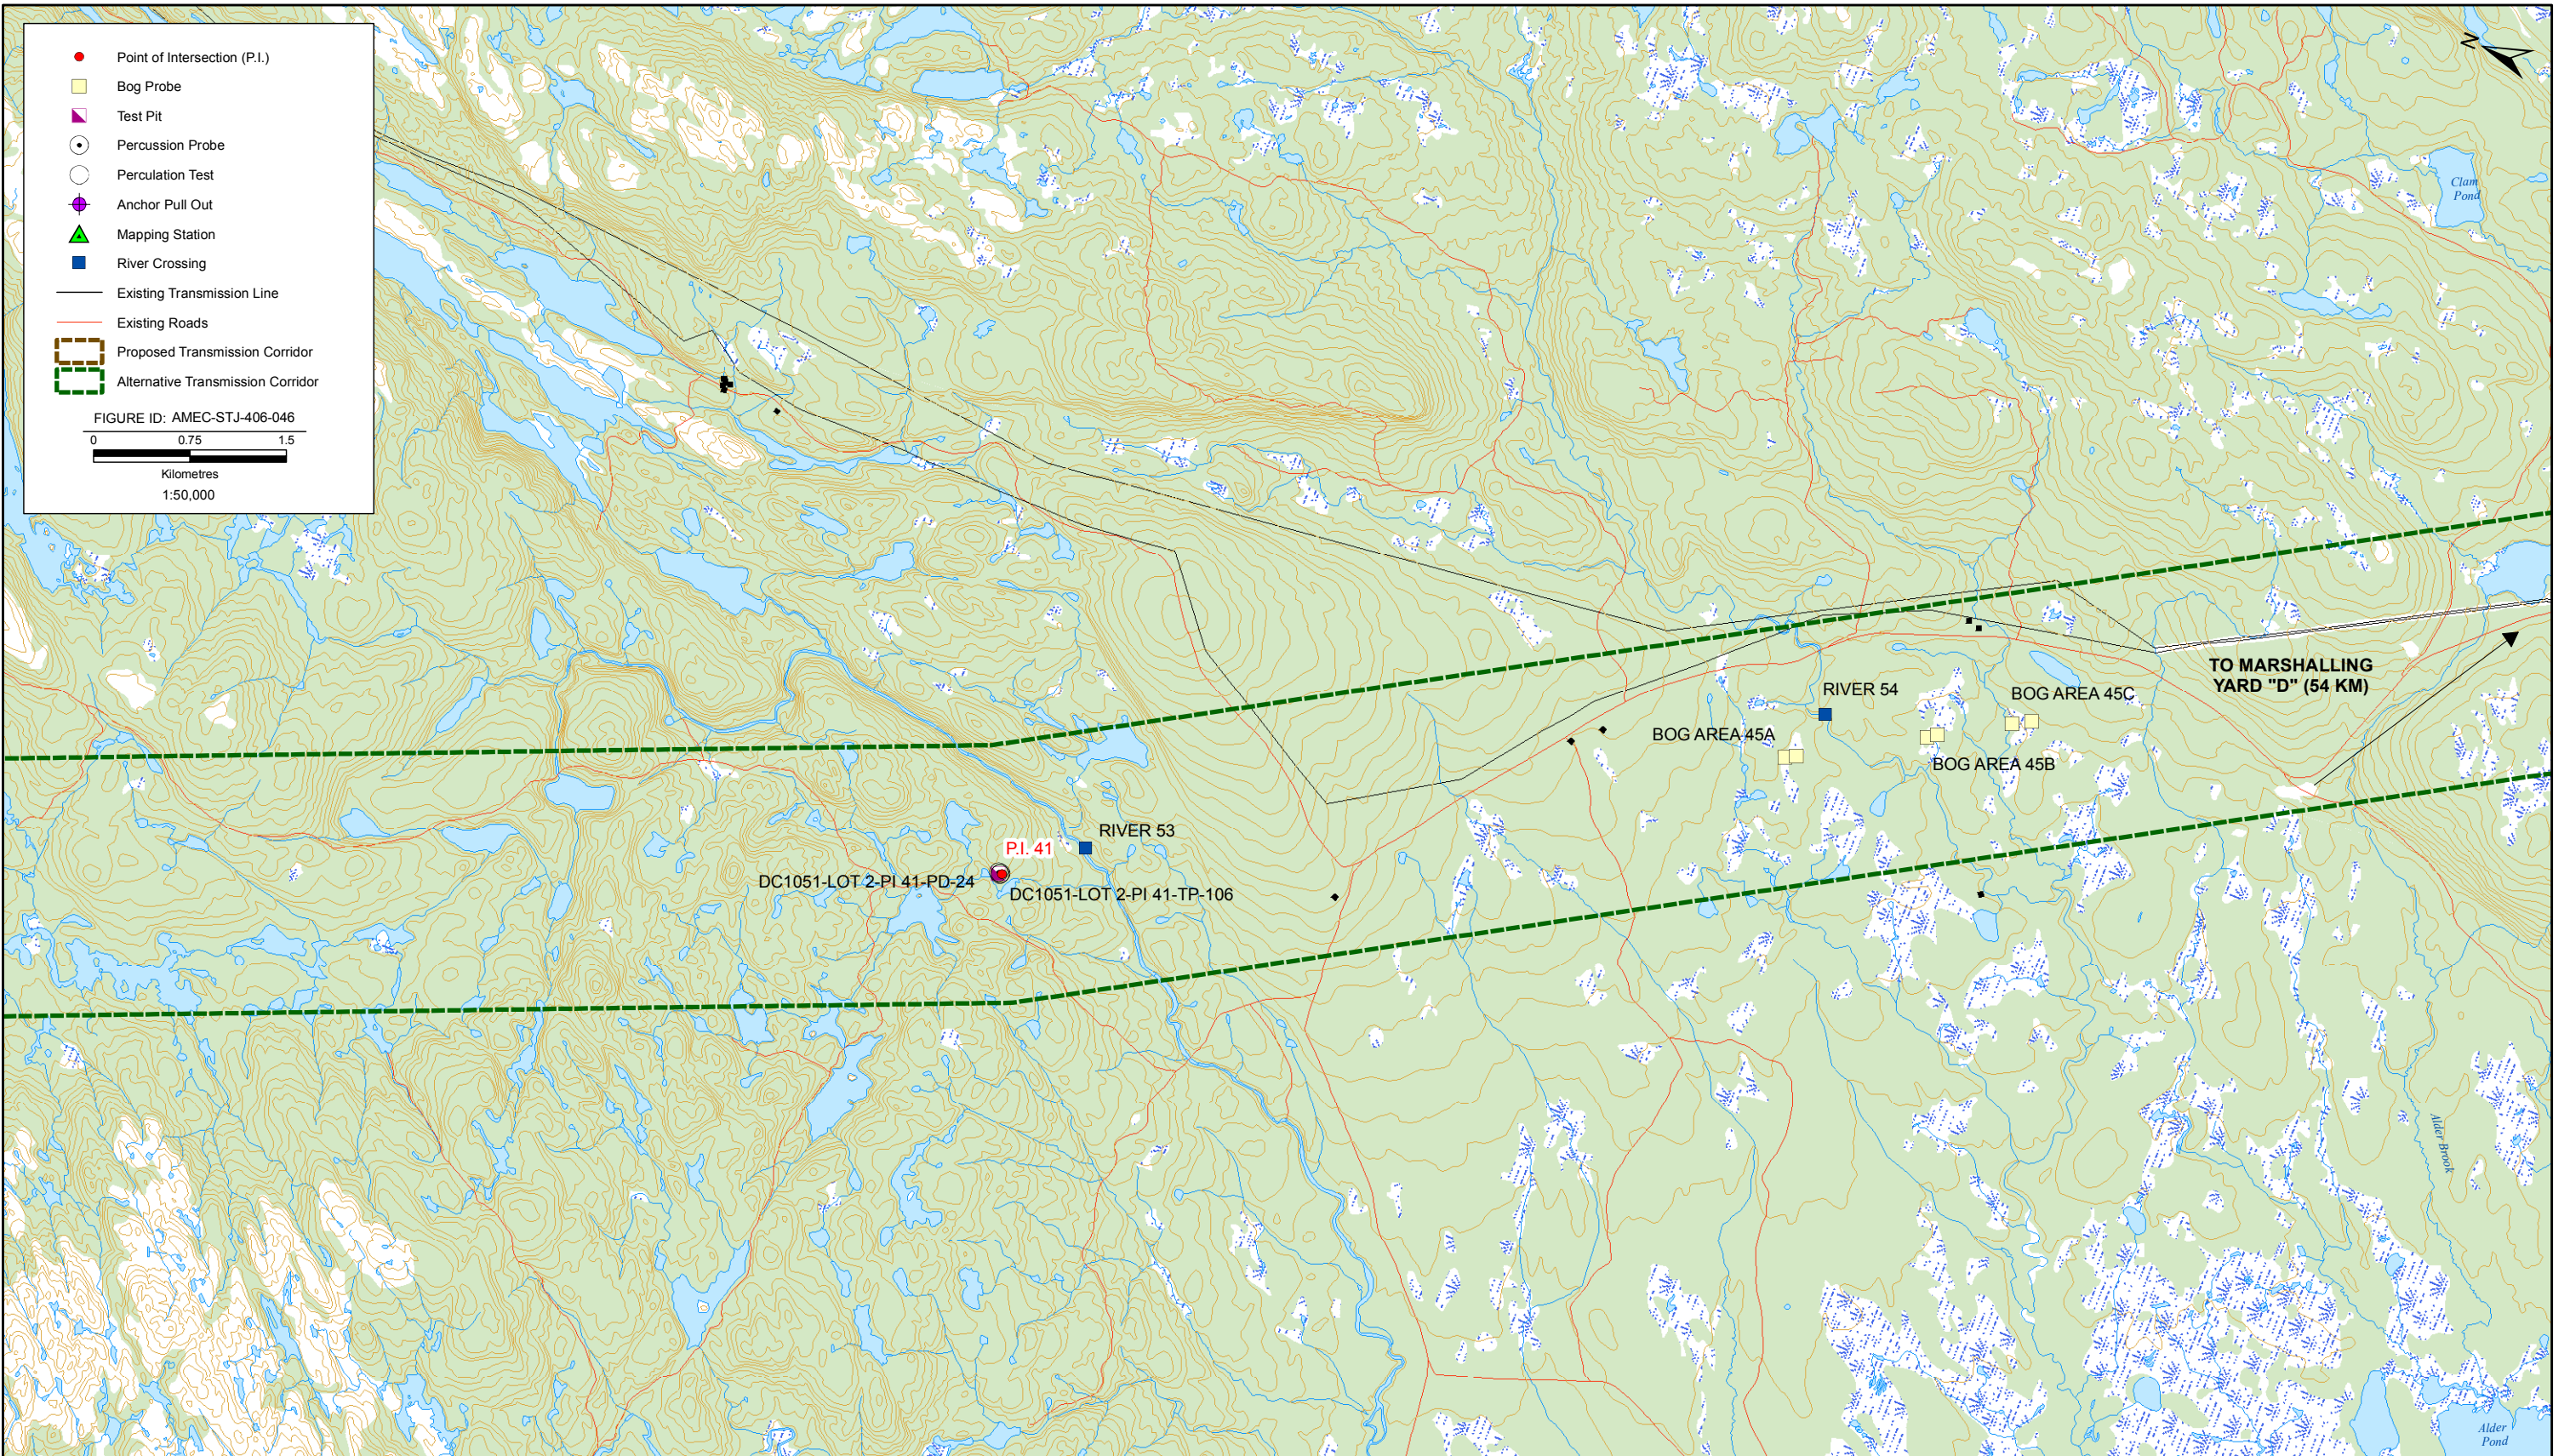 Point of Intersection (P.I.)
Bog Probe
Test Pit
Percussion Probe
Perculation Test
Anchor Pull Out
Mapping Station
River Crossing
Existing Transmission Line
Existing Roads
Proposed Transmission Corridor
Alternative Transmission Corridor
FIGURE ID: AMEC-STJ-406-046
0 0.75 1.5
Kilometres
1:50,000
N
Clam
Pond
TO MARSHALLING
YARD "D" (54 KM)
RIVER 54
BOG AREA 45C
BOG AREA 45A
BOG AREA 45B
RIVER 53
P.I. 41
DC1051-LOT 2-PI 41-PD-24
DC1051-LOT 2-PI 41-TP-106
Alder Brook
Alder
Pond